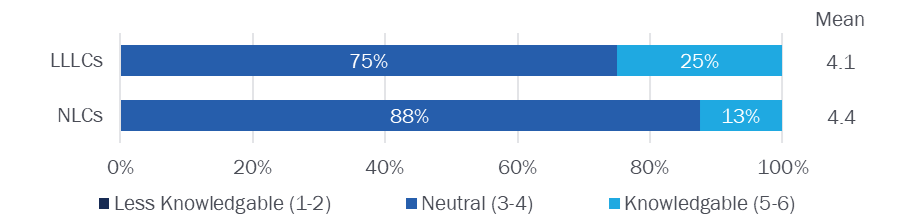 Mean
LLLCs 75% 25% 4.1
NLCs 88% 13% 4.4
0% 20% 40% 60% 80% 100%
Less Knowledgable (1-2) Neutral (3-4) Knowledgable (5-6)